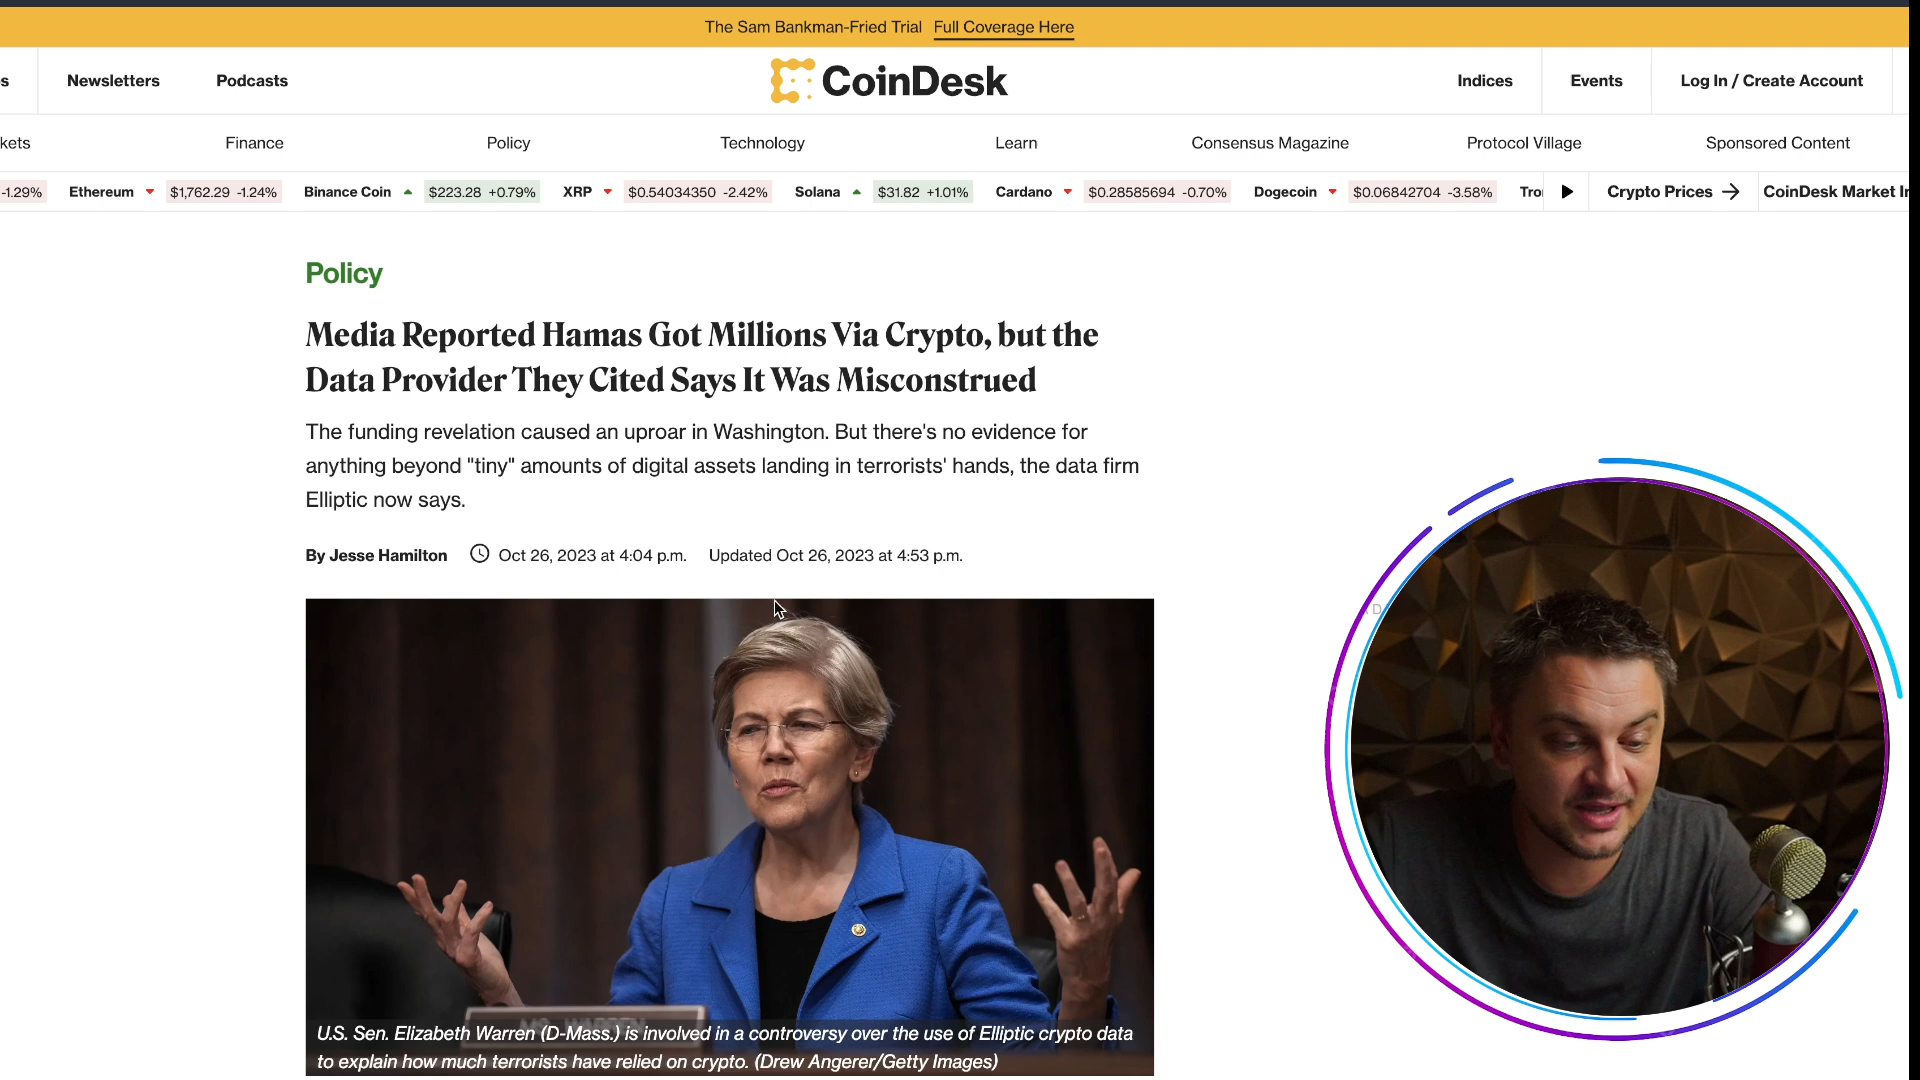 The Sam Bankman-Fried Trial Full Coverage Here
s Newsletters Podcasts CoinDesk Indices Events Log In / Create Account
kets Finance Policy Technology Learn Consensus Magazine Protocol Village Sponsored Content
-1.29% Ethereum $1,762.29 -1.24% Binance Coin $223.28 +0.79% XRP $0.54034350 -2.42% Solana $31.82 +1.01% Cardano $0.28585694 -0.70% Dogecoin $0.06842704 -3.58% Tro Crypto Prices CoinDesk Market In
Policy
Media Reported Hamas Got Millions Via Crypto, but the
Data Provider They Cited Says It Was Misconstrued
The funding revelation caused an uproar in Washington. But there's no evidence for
anything beyond "tiny" amounts of digital assets landing in terrorists' hands, the data firm
Elliptic now says.
By Jesse Hamilton Oct 26, 2023 at 4:04 p.m. Updated Oct 26, 2023 at 4:53 p.m.
U.S. Sen. Elizabeth Warren (D-Mass.) is involved in a controversy over the use of Elliptic crypto data
to explain how much terrorists have relied on crypto. (Drew Angerer/Getty Images)